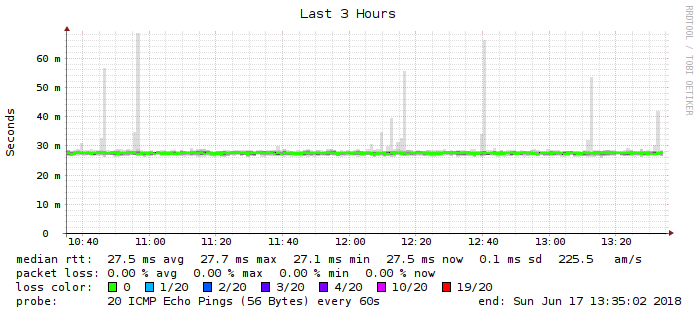 Last 3 Hours
RRDTOOL / TOBI OETIKER
Seconds
60 m
50 m
40 m
30 m
20 m
10 m
0
10:40 11:00 11:20 11:40 12:00 12:20 12:40 13:00 13:20
median rtt: 27.5 ms avg 27.7 ms max 27.1 ms min 27.5 ms now 0.1 ms sd 225.5 am/s
packet loss: 0.00 % avg 0.00 % max 0.00 % min 0.00 % now
loss color: 0 1/20 2/20 3/20 4/20 10/20 19/20
probe: 20 ICMP Echo Pings (56 Bytes) every 60s end: Sun Jun 17 13:35:02 2018